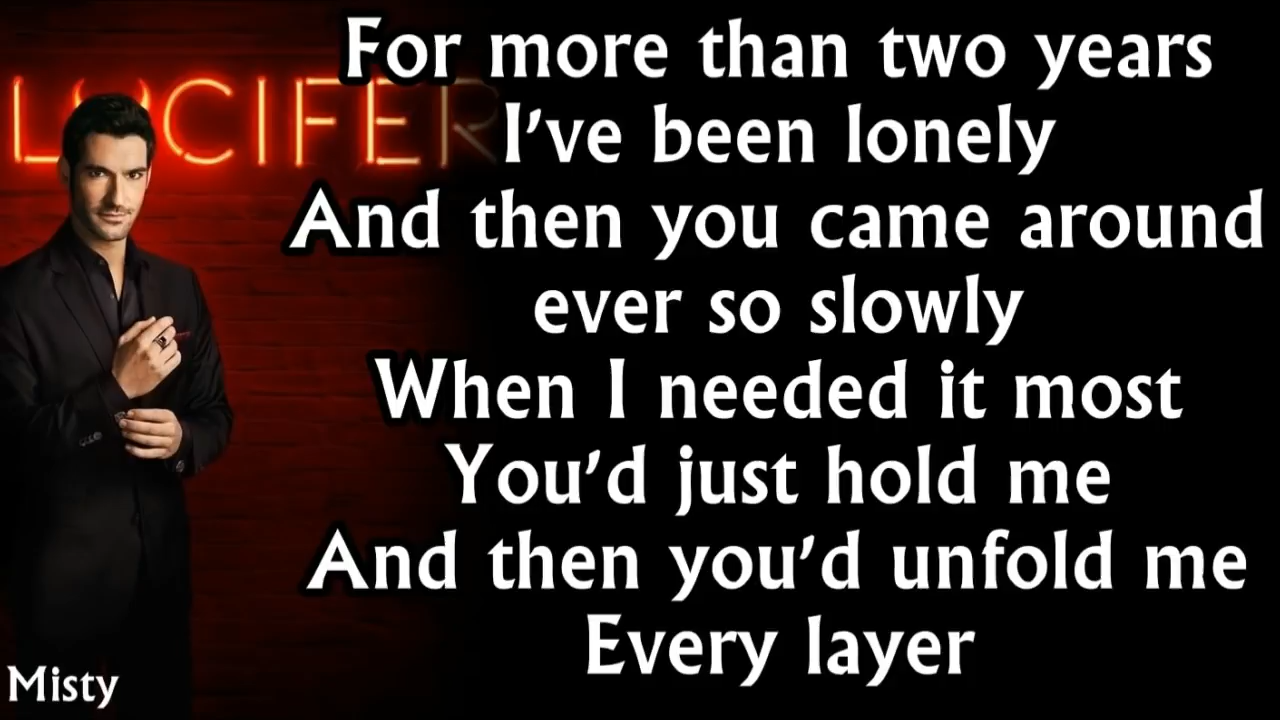 LUCIFER
For more than two years
I've been lonely
And then you came around
ever so slowly
When I needed it most
You'd just hold me
And then you'd unfold me
Every layer
Misty